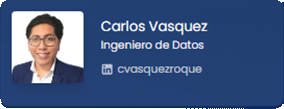 Carlos Vasquez
Ingeniero de Datos
cvasquezroque